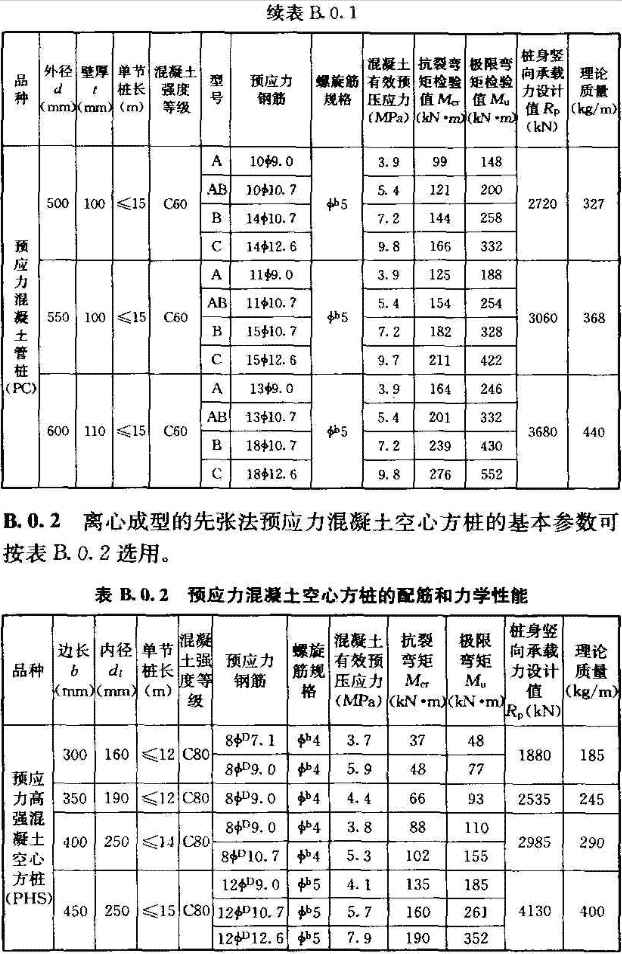 续表 B.0.1
品种 外径 d (mm) 壁厚 t (mm) 单节桩长 (m) 混凝土强度等级 型号 预应力钢筋 螺旋筋规格 混凝土有效预压应力 (MPa) 抗裂弯矩检验值 Mcr (kN·m) 极限弯矩检验值 Mu (kN·m) 桩身竖向承载力设计值 Rp (kN) 理论质量 (kg/m)
预应力混凝土管桩 (PC)
500 100 ≤15 C60 A 10ϕ9.0 ϕb5 3.9 99 148 2720 327
AB 10ϕ10.7 5.4 121 200
B 14ϕ10.7 7.2 144 258
C 14ϕ12.6 9.8 166 332
550 100 ≤15 C60 A 11ϕ9.0 ϕb5 3.9 125 188 3060 368
AB 11ϕ10.7 5.4 154 254
B 15ϕ10.7 7.2 182 328
C 15ϕ12.6 9.7 211 422
600 110 ≤15 C60 A 13ϕ9.0 ϕb5 3.9 164 246 3680 440
AB 13ϕ10.7 5.4 201 332
B 18ϕ10.7 7.2 239 430
C 18ϕ12.6 9.8 276 552
B.0.2 离心成型的先张法预应力混凝土空心方桩的基本参数可
按表 B.0.2 选用。
表 B.0.2 预应力混凝土空心方桩的配筋和力学性能
品种 边长 b (mm) 内径 dl (mm) 单节桩长 (m) 混凝土强度等级 预应力钢筋 螺旋筋规格 混凝土有效预压应力 (MPa) 抗裂弯矩 Mcr (kN·m) 极限弯矩 Mu (kN·m) 桩身竖向承载力设计值 Rp (kN) 理论质量 (kg/m)
预应力高强混凝土空心方桩 (PHS)
300 160 ≤12 C80 8ϕD7.1 ϕb4 3.7 37 48 1880 185
8ϕD9.0 ϕb4 5.9 48 77
350 190 ≤12 C80 8ϕD9.0 ϕb4 4.4 66 93 2535 245
400 250 ≤14 C80 8ϕD9.0 ϕb4 3.8 88 110 2985 290
8ϕD10.7 ϕb4 5.3 102 155
450 250 ≤15 C80 12ϕD9.0 ϕb5 4.1 135 185 4130 400
12ϕD10.7 ϕb5 5.7 160 261
12ϕD12.6 ϕb5 7.9 190 352